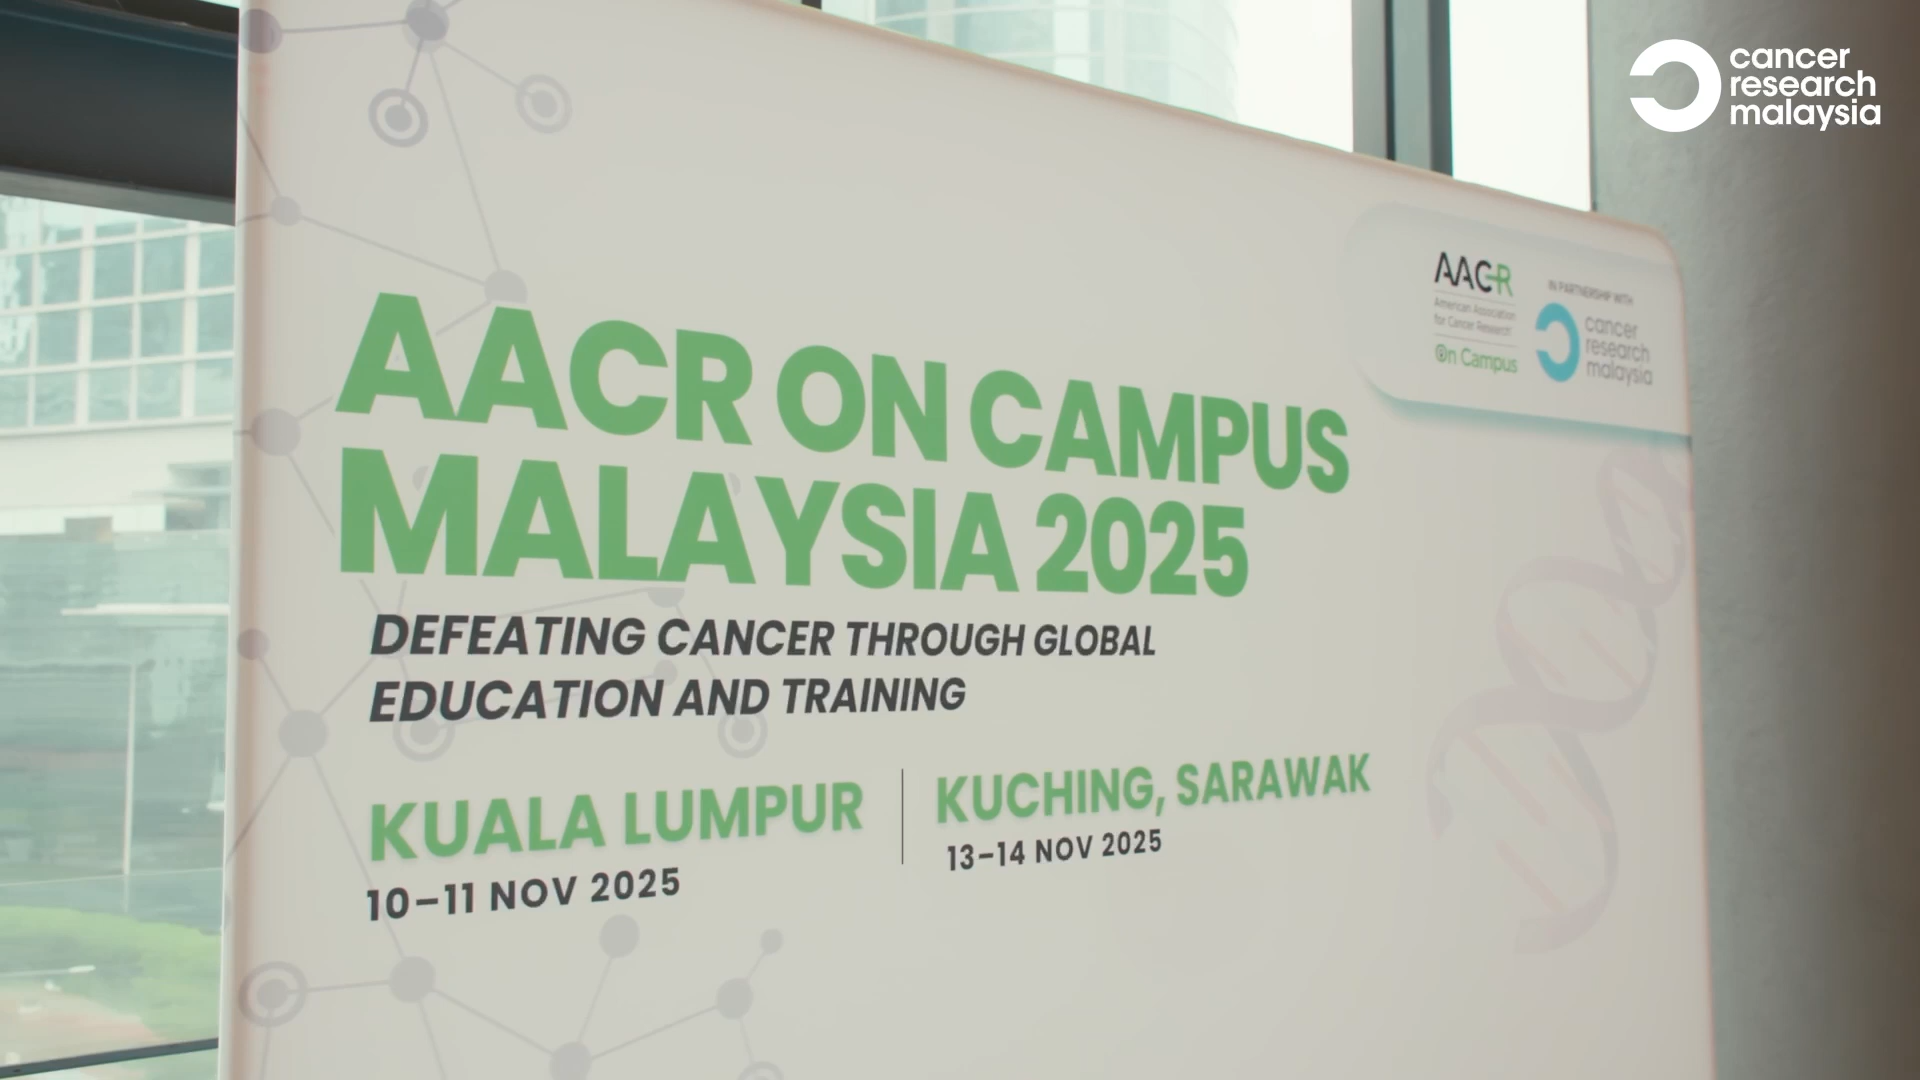 cancer
research
malaysia
AACR
American Association
for Cancer Research
On Campus
IN PARTNERSHIP WITH
cancer
research
malaysia
AACR ON CAMPUS
MALAYSIA 2025
DEFEATING CANCER THROUGH GLOBAL
EDUCATION AND TRAINING
KUALA LUMPUR
10–11 NOV 2025
KUCHING, SARAWAK
13–14 NOV 2025